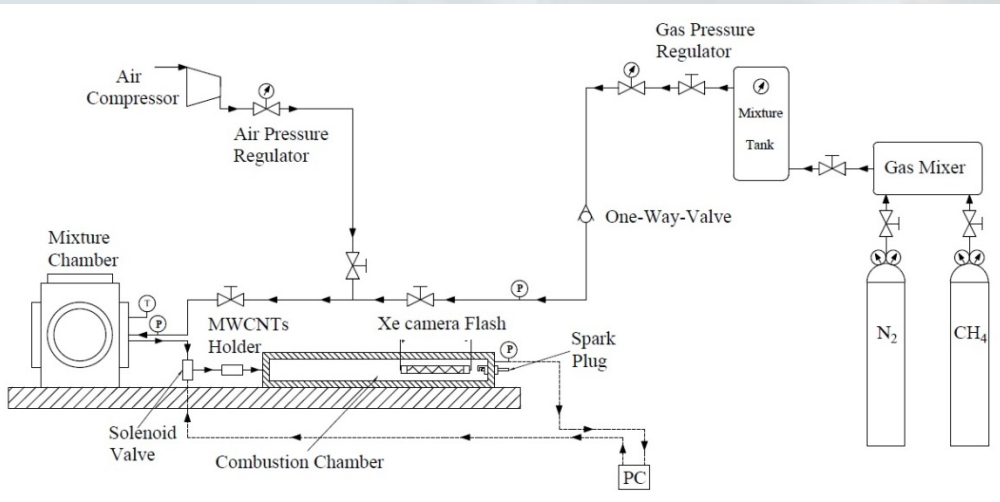 Gas Pressure
Regulator
Air
Compressor
Air Pressure
Regulator
Mixture
Tank
Gas Mixer
One-Way-Valve
Mixture
Chamber
T
P
P
MWCNTs
Holder
Xe camera Flash
P
Spark
Plug
N2
CH4
Solenoid
Valve
Combustion Chamber
PC